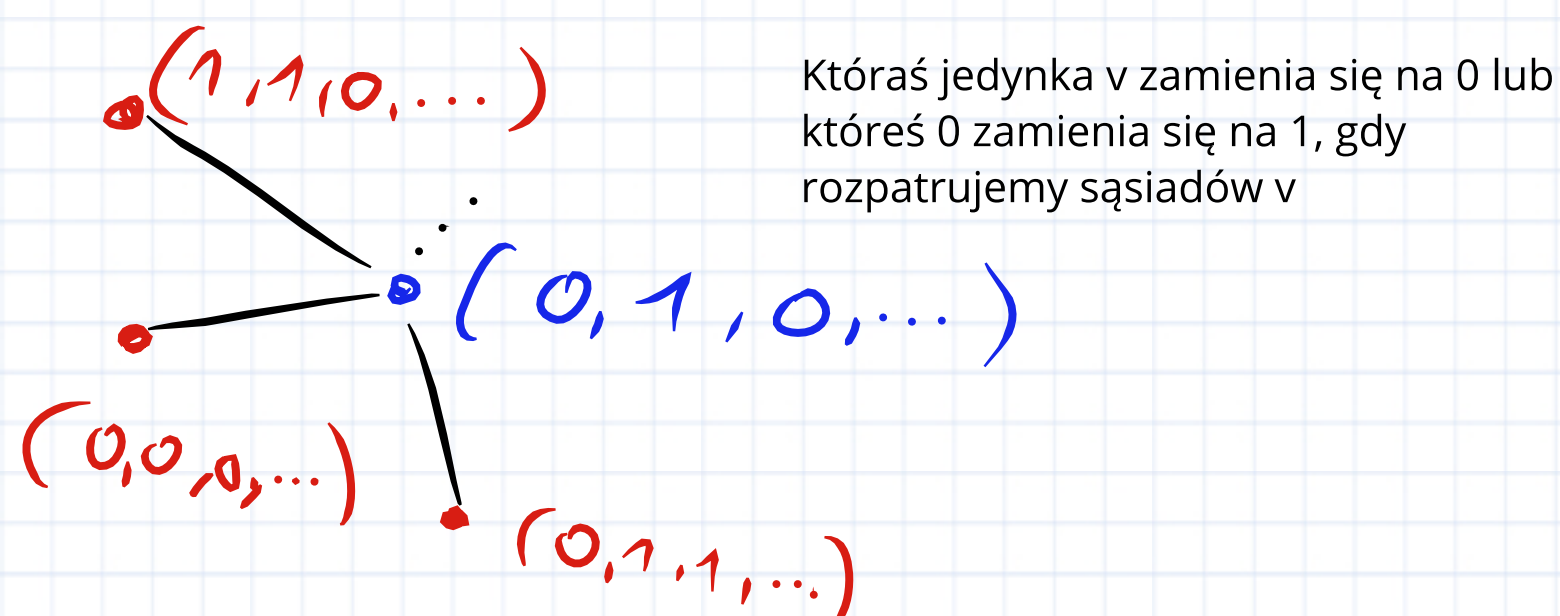 (1,1,0,...)
Któraś jedynka v zamienia się na 0 lub
któreś 0 zamienia się na 1, gdy
rozpatrujemy sąsiadów v
(0,1,0,...)
(0,0,0,...)
(0,1,1,...)